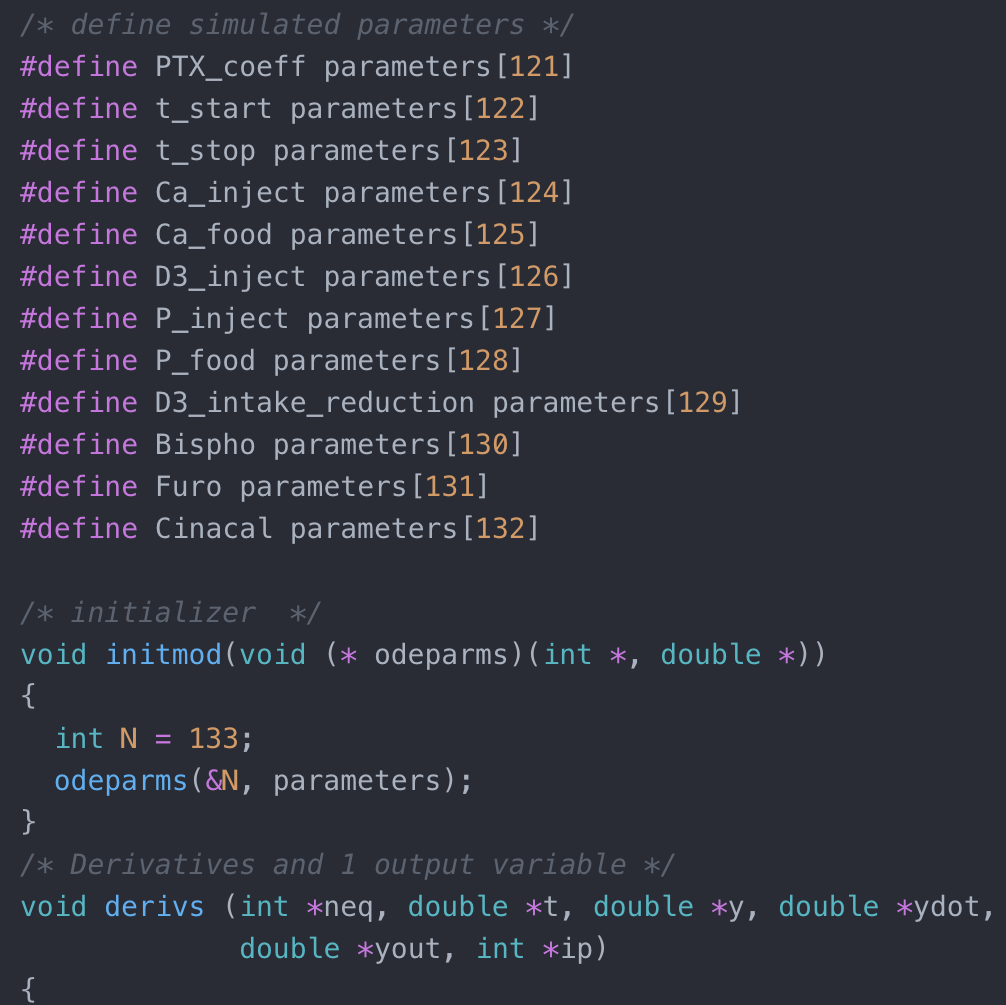 /* define simulated parameters */
#define PTX_coeff parameters[121]
#define t_start parameters[122]
#define t_stop parameters[123]
#define Ca_inject parameters[124]
#define Ca_food parameters[125]
#define D3_inject parameters[126]
#define P_inject parameters[127]
#define P_food parameters[128]
#define D3_intake_reduction parameters[129]
#define Bispho parameters[130]
#define Furo parameters[131]
#define Cinacal parameters[132]

/* initializer  */
void initmod(void (* odeparms)(int *, double *))
{
  int N = 133;
  odeparms(&N, parameters);
}
/* Derivatives and 1 output variable */
void derivs (int *neq, double *t, double *y, double *ydot,
             double *yout, int *ip)
{